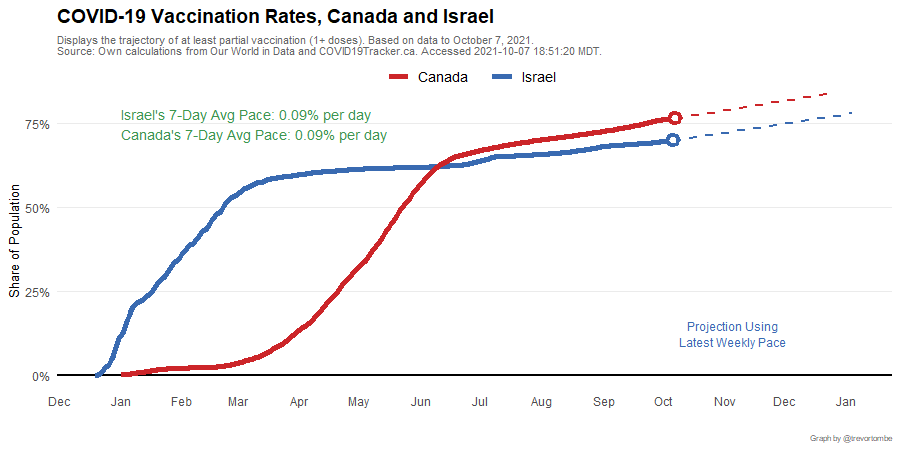 COVID-19 Vaccination Rates, Canada and Israel
Displays the trajectory of at least partial vaccination (1+ doses). Based on data to October 7, 2021.
Source: Own calculations from Our World in Data and COVID19Tracker.ca. Accessed 2021-10-07 18:51:20 MDT.
Canada Israel
Israel's 7-Day Avg Pace: 0.09% per day
Canada's 7-Day Avg Pace: 0.09% per day
75%
50%
25%
0%
Share of Population
Projection Using
Latest Weekly Pace
Dec Jan Feb Mar Apr May Jun Jul Aug Sep Oct Nov Dec Jan
Graph by @trevortombe